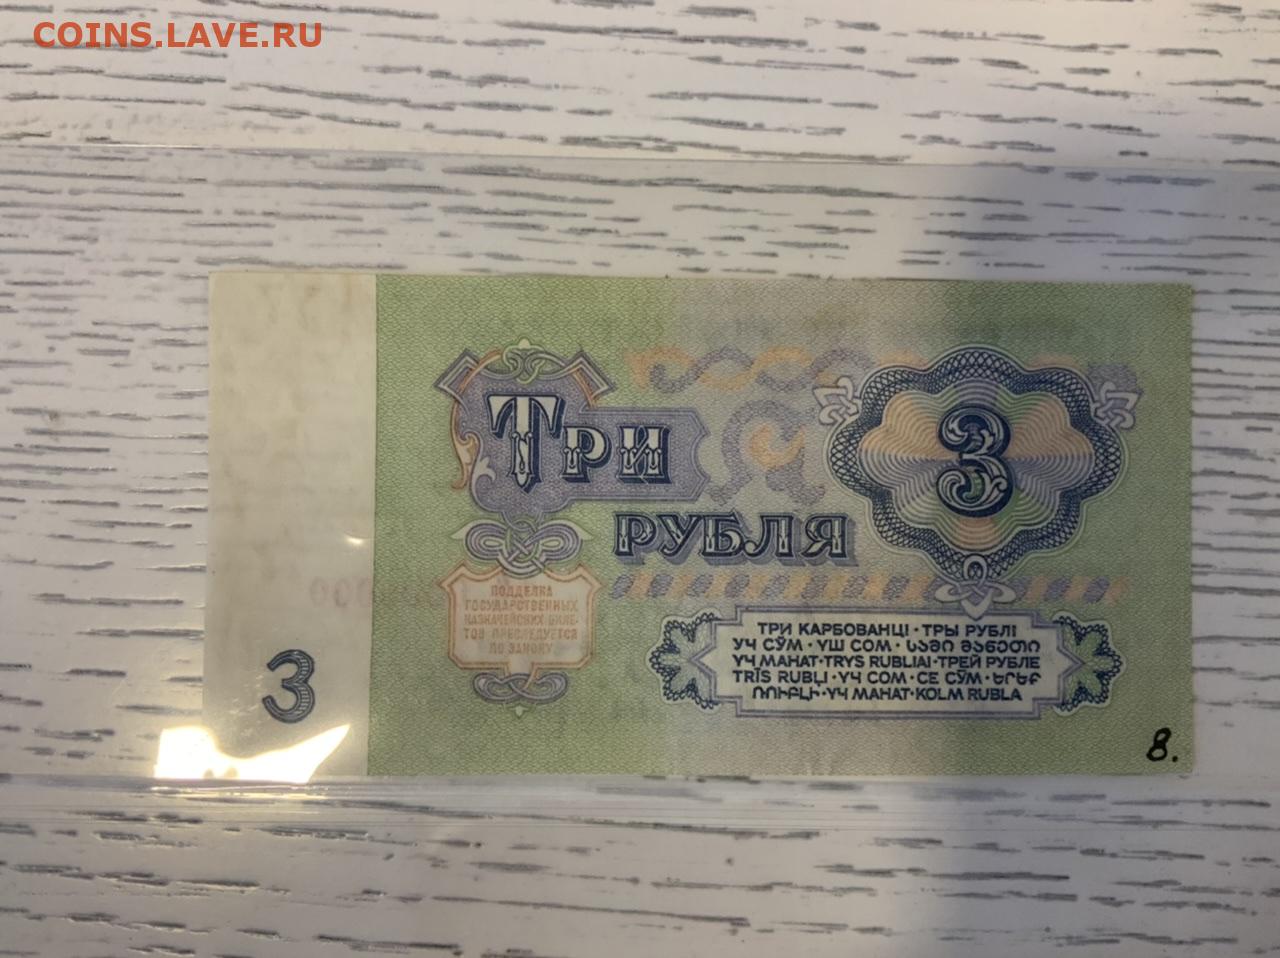 COINS.LAVE.RU
ТРИ
РУБЛЯ
3
ПОДДЕЛКА
ГОСУДАРСТВЕННЫХ
КАЗНАЧЕЙСКИХ БИЛЕ-
ТОВ ПРЕСЛЕДУЕТСЯ
ПО ЗАКОНУ
ТРИ КАРБОВАНЦІ · ТРЫ РУБЛІ
УЧ СЎМ · ҮШ СОМ · ᲡᲐᲛᲘ ᲛᲐᲜᲔᲗᲘ
ҮЧ МАНАТ · TRYS RUBLIAI · ТРЕЙ РУБЛЕ
TRĪS RUBĻI · ҮЧ СОМ · СЕ СӮМ · ԵՐԵՔ
ՌՈՒԲԼԻ · ҮЧ МАНАТ · KOLM RUBLA
3
8.